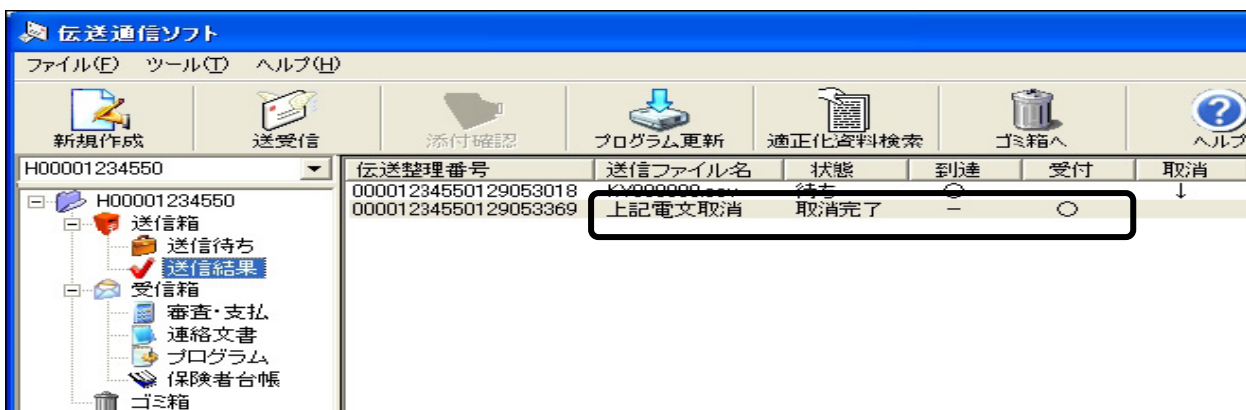 伝送通信ソフト
ファイル(F) ツール(T) ヘルプ(H)
新規作成 送受信 添付確認 プログラム更新 適正化資料検索 ゴミ箱へ ヘルプ
H00001234550
伝送整理番号 送信ファイル名 状態 到達 受付 取消
000012345500129053018 待ち ○ ↓
000012345500129053369 上記電文取消 取消完了 － ○
H00001234550
送信箱
送信待ち
送信結果
受信箱
審査･支払
連絡文書
プログラム
保険者台帳
ゴミ箱